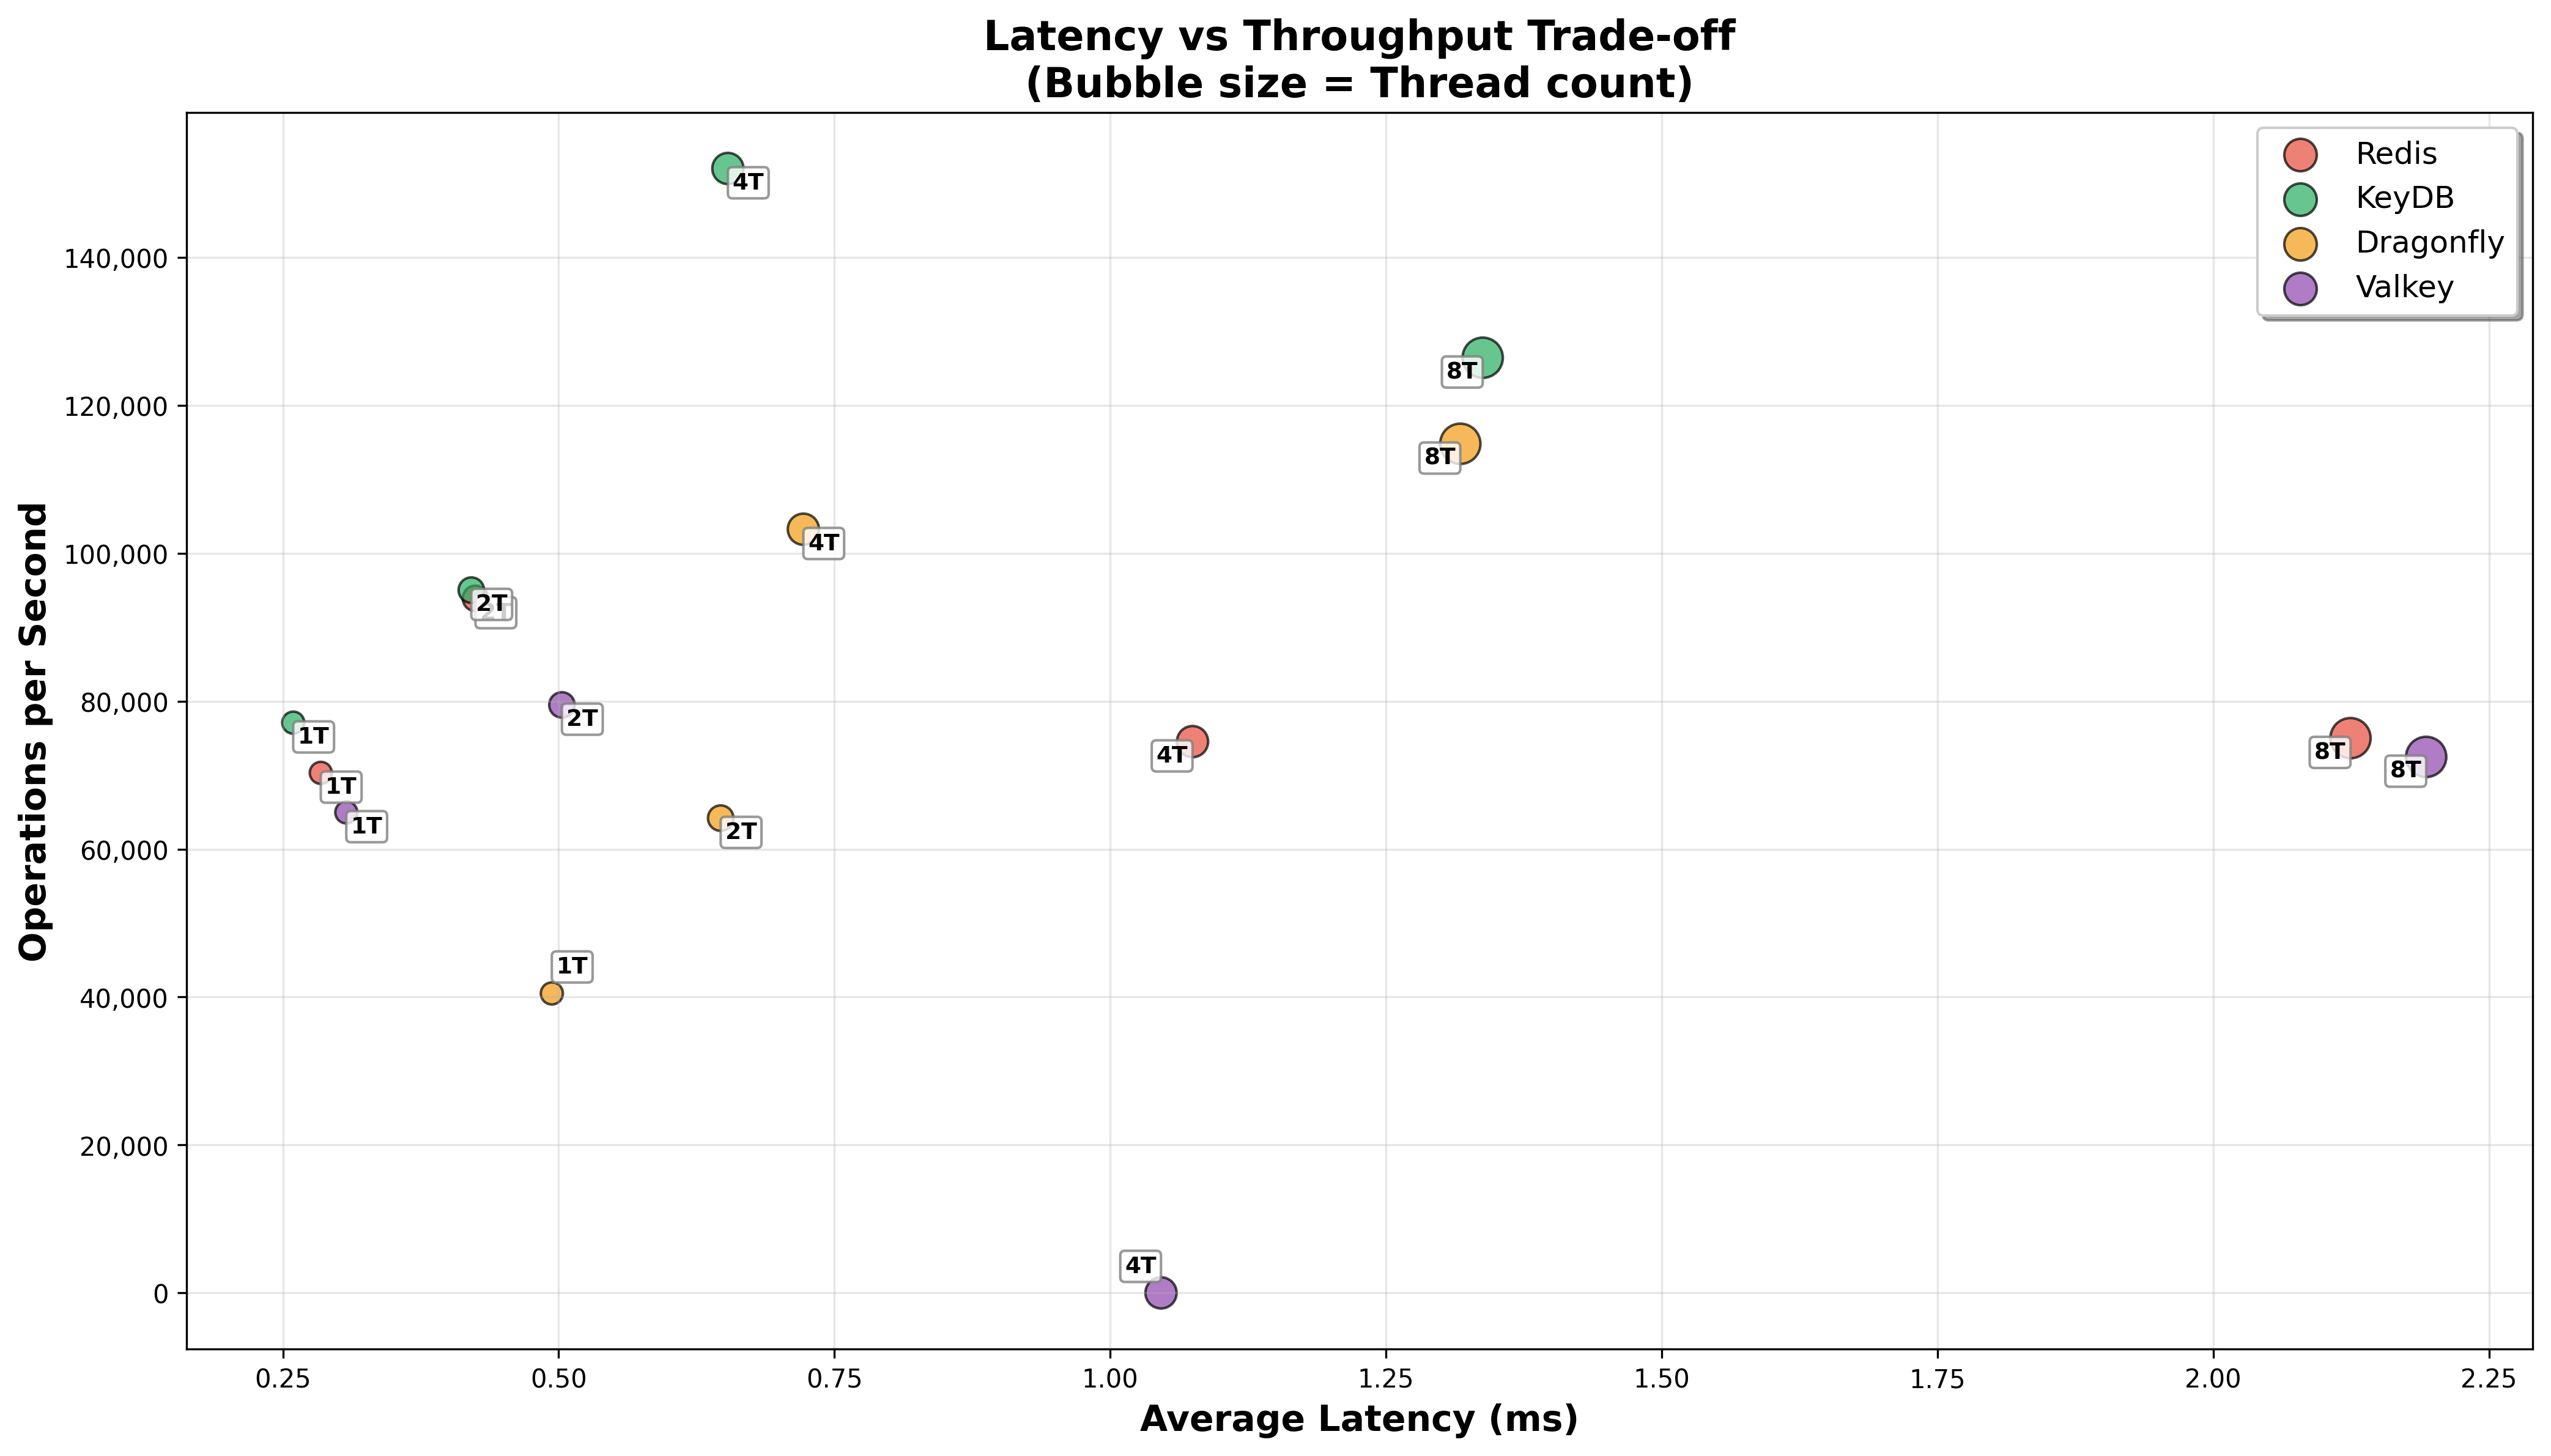 Latency vs Throughput Trade-off
(Bubble size = Thread count)
Redis
KeyDB
Dragonfly
Valkey
Operations per Second
140,000
120,000
100,000
80,000
60,000
40,000
20,000
0
4T
8T
8T
4T
2T
2T
2T
1T
4T
8T
8T
1T
1T
2T
1T
4T
0.25
0.50
0.75
1.00
1.25
1.50
1.75
2.00
2.25
Average Latency (ms)